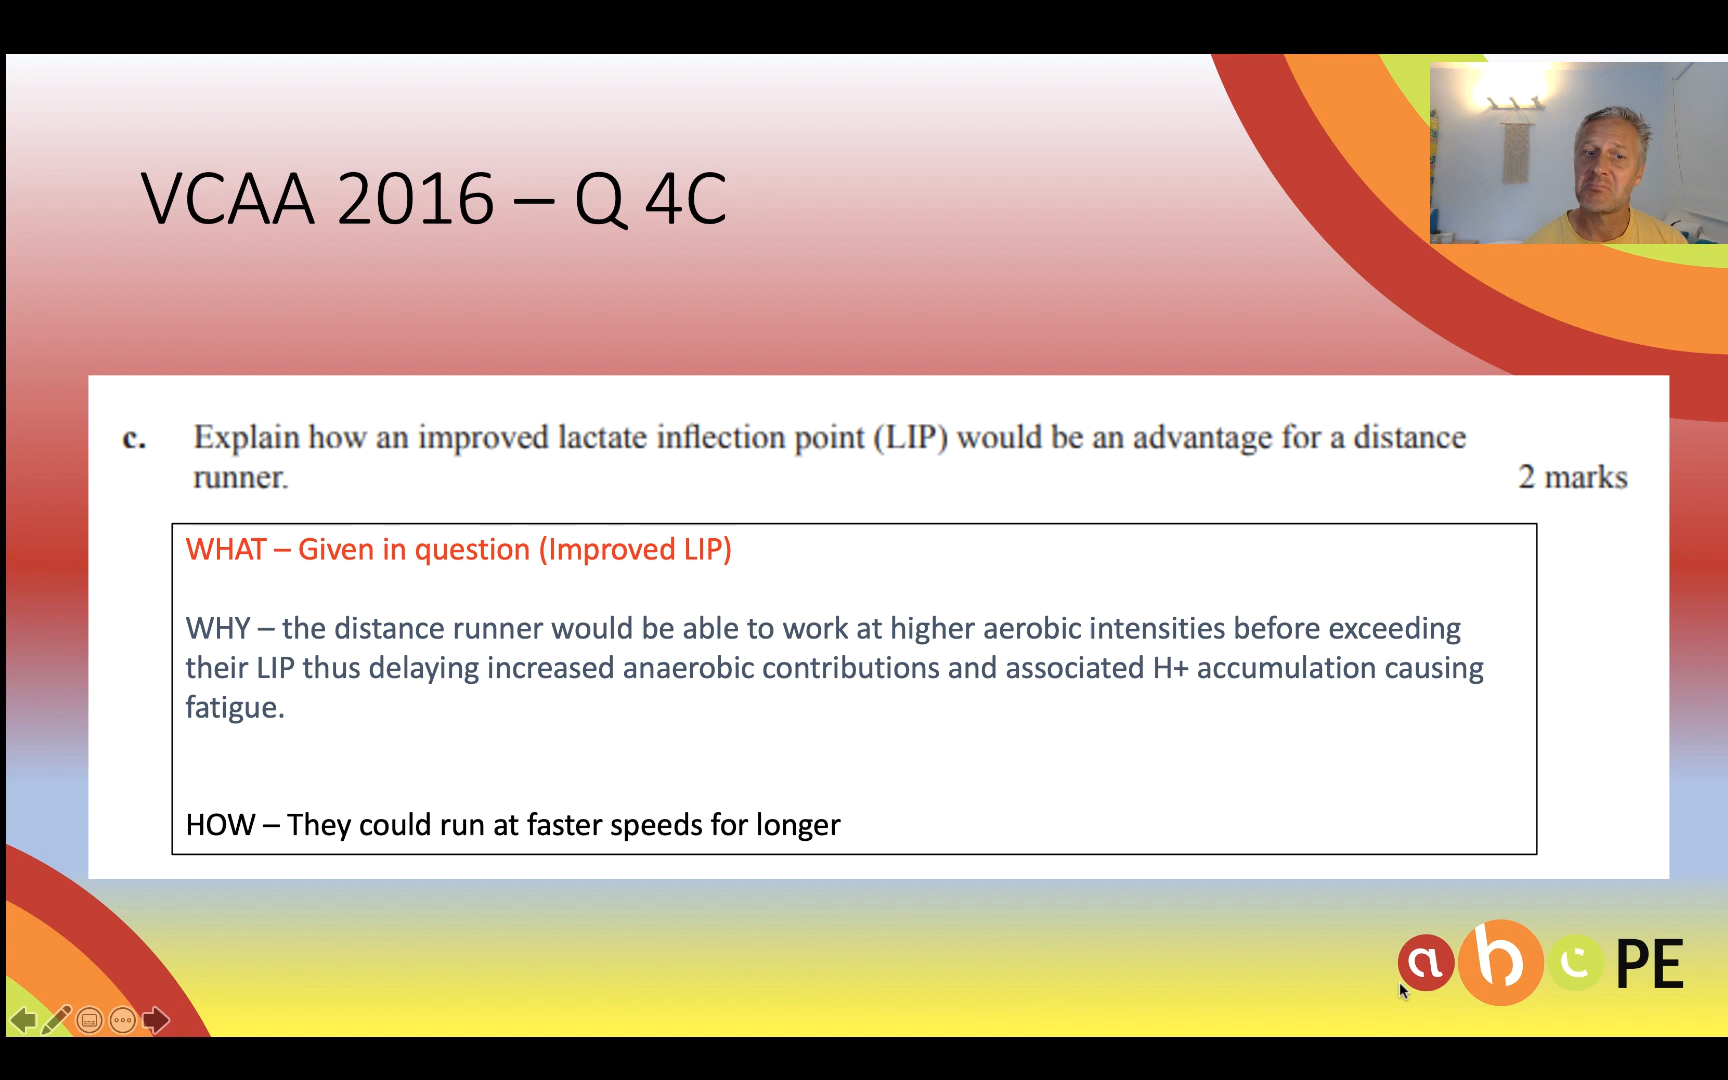 VCAA 2016 – Q 4C
c. Explain how an improved lactate inflection point (LIP) would be an advantage for a distance
runner.
2 marks
WHAT – Given in question (Improved LIP)
WHY – the distance runner would be able to work at higher aerobic intensities before exceeding
their LIP thus delaying increased anaerobic contributions and associated H+ accumulation causing
fatigue.
HOW – They could run at faster speeds for longer
abc PE